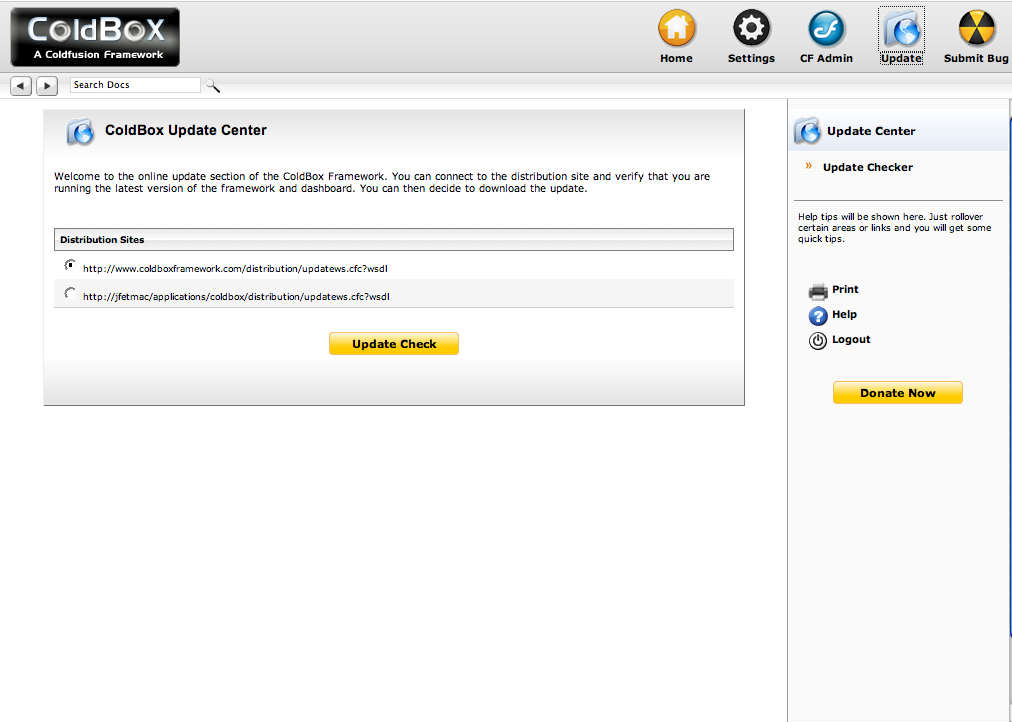 ColdBox
A Coldfusion Framework
Home
Settings
CF Admin
Update
Submit Bug
Search Docs
ColdBox Update Center
Welcome to the online update section of the ColdBox Framework. You can connect to the distribution site and verify that you are
running the latest version of the framework and dashboard. You can then decide to download the update.
Distribution Sites
http://www.coldboxframework.com/distribution/updatews.cfc?wsdl
http://jfetmac/applications/coldbox/distribution/updatews.cfc?wsdl
Update Check
Update Center
» Update Checker
Help tips will be shown here. Just rollover
certain areas or links and you will get some
quick tips.
Print
? Help
Logout
Donate Now